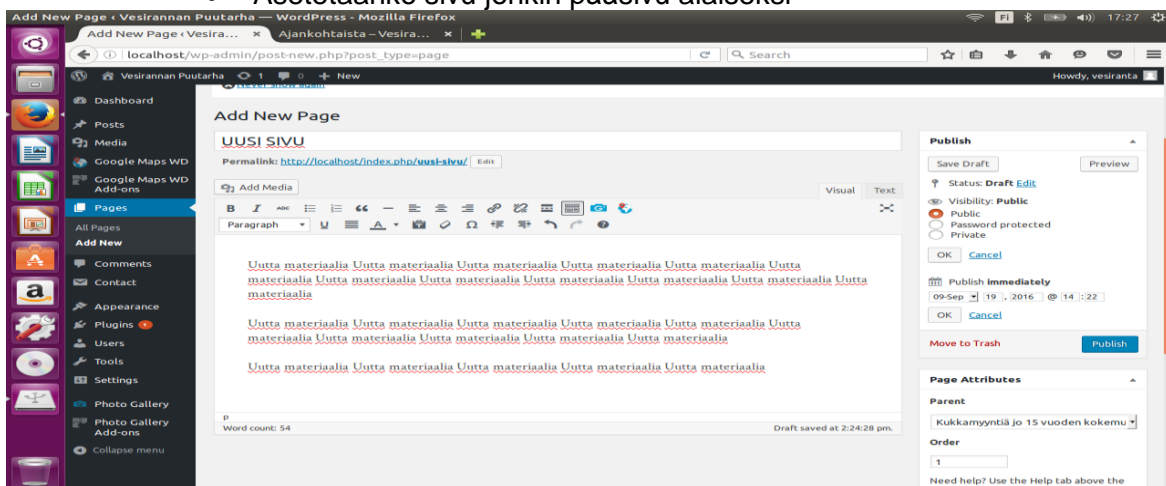 • Asetetaanko sivu jonkin pääsivu alaiseksi
Add New Page ‹ Vesirannan Puutarha — WordPress - Mozilla Firefox
Fi 17:27
Add New Page ‹ Vesira... × Ajankohtaista – Vesira... ×
localhost/wp-admin/post-new.php?post_type=page Search
Vesirannan Puutarha 1 0 + New Howdy, vesiranta
Never show again
Dashboard
Posts
Media
Google Maps WD
Google Maps WD
Add-ons
Pages
All Pages
Add New
Comments
Contact
Appearance
Plugins 1
Users
Tools
Settings
Photo Gallery
Photo Gallery
Add-ons
Collapse menu
Add New Page
UUSI SIVU
Permalink: http://localhost/index.php/uusi-sivu/ Edit
Add Media Visual Text
B I ABC
Paragraph U A Ω
Uutta materiaalia Uutta materiaalia Uutta materiaalia Uutta materiaalia Uutta materiaalia Uutta
materiaalia Uutta materiaalia Uutta materiaalia Uutta materiaalia Uutta materiaalia Uutta materiaalia Uutta
materiaalia
Uutta materiaalia Uutta materiaalia Uutta materiaalia Uutta materiaalia Uutta materiaalia Uutta
materiaalia Uutta materiaalia Uutta materiaalia Uutta materiaalia Uutta materiaalia
Uutta materiaalia Uutta materiaalia Uutta materiaalia Uutta materiaalia Uutta materiaalia
p
Word count: 54 Draft saved at 2:24:28 pm.
Publish
Save Draft Preview
Status: Draft Edit
Visibility: Public
Public
Password protected
Private
OK Cancel
Publish immediately
09-Sep 19 , 2016 @ 14 : 22
OK Cancel
Move to Trash Publish
Page Attributes
Parent
Kukkamyyntiä jo 15 vuoden kokemu
Order
1
Need help? Use the Help tab above the